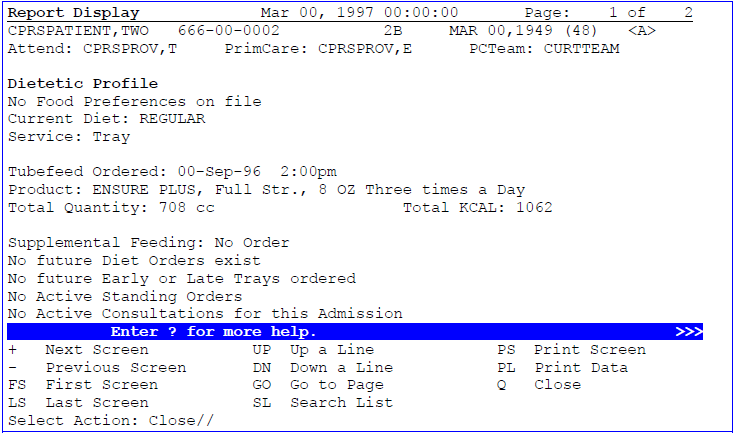 Report Display Mar 00, 1997 00:00:00 Page: 1 of 2
CPRSPATIENT,TWO 666-00-0002 2B MAR 00,1949 (48) <A>
Attend: CPRSPROV,T PrimCare: CPRSPROV,E PCTeam: CURTTEAM
Dietetic Profile
No Food Preferences on file
Current Diet: REGULAR
Service: Tray
Tubefeed Ordered: 00-Sep-96 2:00pm
Product: ENSURE PLUS, Full Str., 8 OZ Three times a Day
Total Quantity: 708 cc Total KCAL: 1062
Supplemental Feeding: No Order
No future Diet Orders exist
No future Early or Late Trays ordered
No Active Standing Orders
No Active Consultations for this Admission
Enter ? for more help. >>>
+ Next Screen UP Up a Line PS Print Screen
- Previous Screen DN Down a Line PL Print Data
FS First Screen GO Go to Page Q Close
LS Last Screen SL Search List
Select Action: Close//